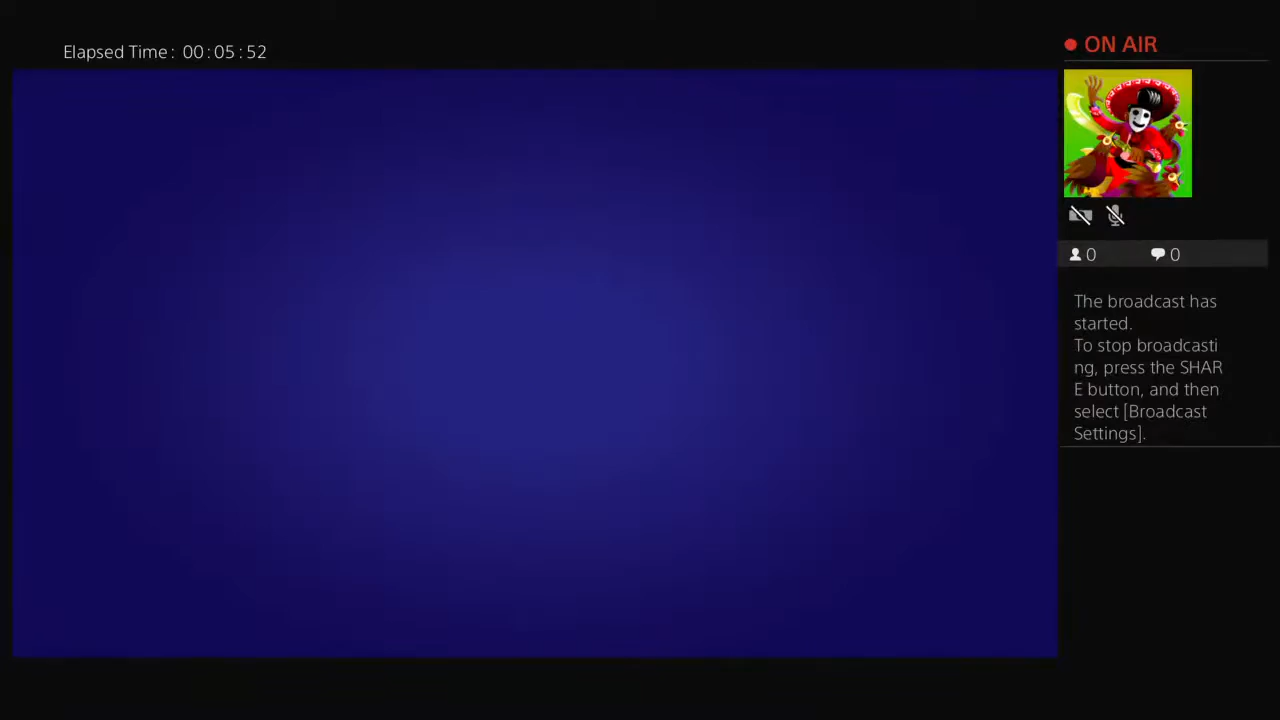 Elapsed Time: 00:05:52
ON AIR
0 0
The broadcast has
started.
To stop broadcasti
ng, press the SHAR
E button, and then
select [Broadcast
Settings].